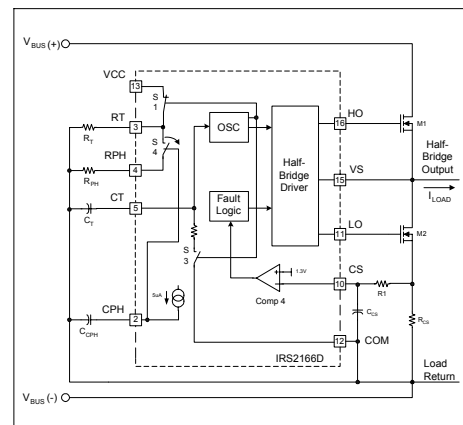 VBUS(+)
VCC
13
S
1
RT
3
RT
S
4
RPH
4
RPH
CT
5
CT
OSC
Half-
Bridge
Driver
Fault
Logic
S
3
HO
16
M1
VS
15
Half-
Bridge
Output
ILOAD
LO
11
M2
CS
10
1.3V
Comp 4
R1
CCS
RCS
5uA
CPH
2
CCPH
12
COM
IRS2166D
Load
Return
VBUS(-)